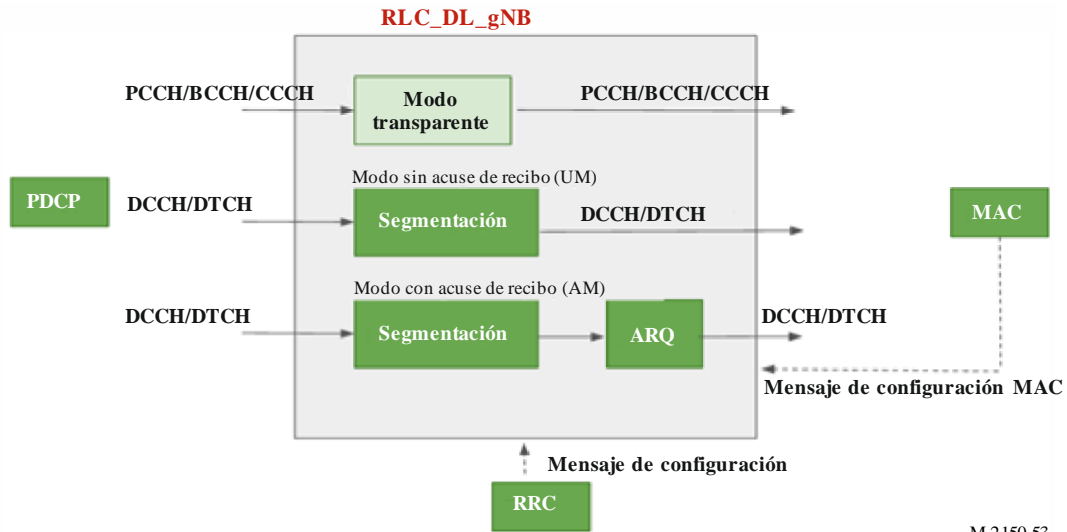 RLC_DL_gNB
PCCH/BCCH/CCCH
Modo
transparente
PCCH/BCCH/CCCH
PDCP
Modo sin acuse de recibo (UM)
DCCH/DTCH
Segmentación
DCCH/DTCH
MAC
Modo con acuse de recibo (AM)
DCCH/DTCH
Segmentación
ARQ
DCCH/DTCH
Mensaje de configuración MAC
Mensaje de configuración
RRC
M.2150-53